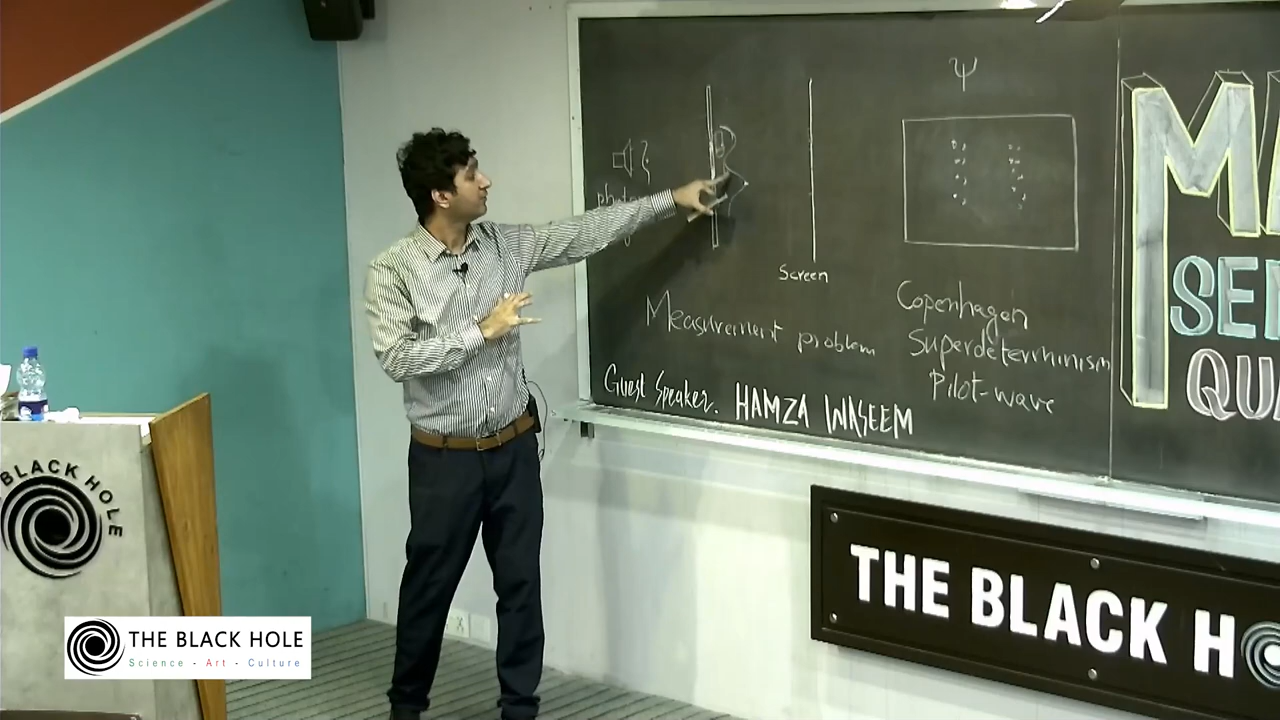 Ψ
Screen
Measurement problem
Copenhagen
Superdeterminism
Pilot-wave
Guest Speaker. HAMZA WASEEM
BLACK HOLE
THE BLACK HOLE
Science - Art - Culture
THE BLACK H